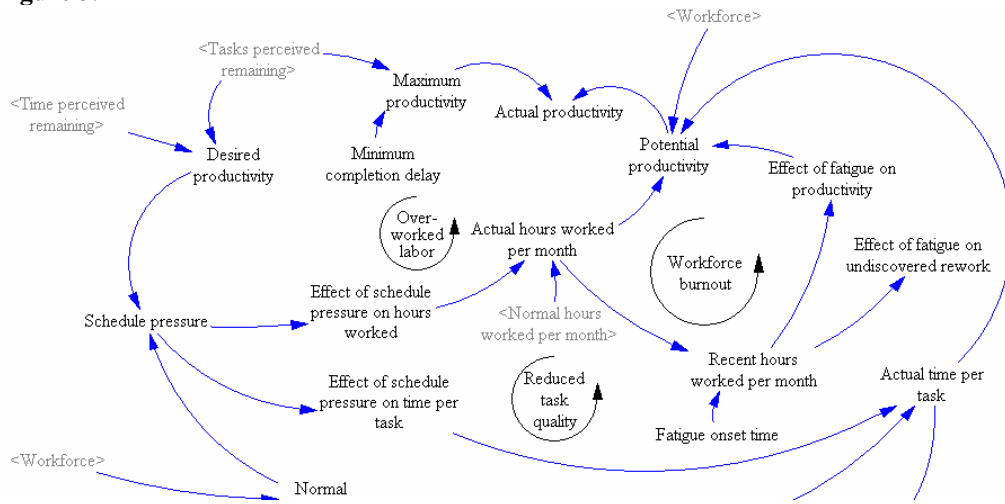 <Workforce>
<Tasks perceived
remaining>
Maximum
productivity
Actual productivity
<Time perceived
remaining>
Desired
productivity
Minimum
completion delay
Potential
productivity
Effect of fatigue on
productivity
Over-
worked
labor
Actual hours worked
per month
Workforce
burnout
Effect of fatigue on
undiscovered rework
Schedule pressure
Effect of schedule
pressure on hours
worked
<Normal hours
worked per month>
Recent hours
worked per month
Actual time per
task
Effect of schedule
pressure on time per
task
Reduced
task
quality
Fatigue onset time
<Workforce>
Normal